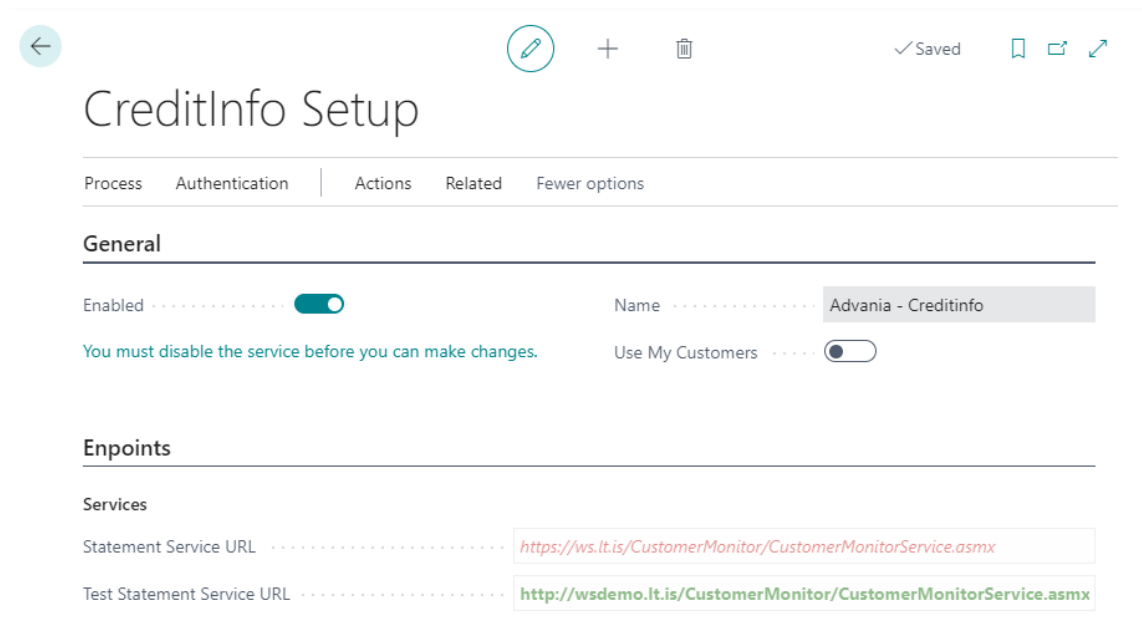 Saved
CreditInfo Setup
Process Authentication Actions Related Fewer options
General
Enabled
Name Advania - Creditinfo
You must disable the service before you can make changes.
Use My Customers
Enpoints
Services
Statement Service URL https://ws.lt.is/CustomerMonitor/CustomerMonitorService.asmx
Test Statement Service URL http://wsdemo.lt.is/CustomerMonitor/CustomerMonitorService.asmx